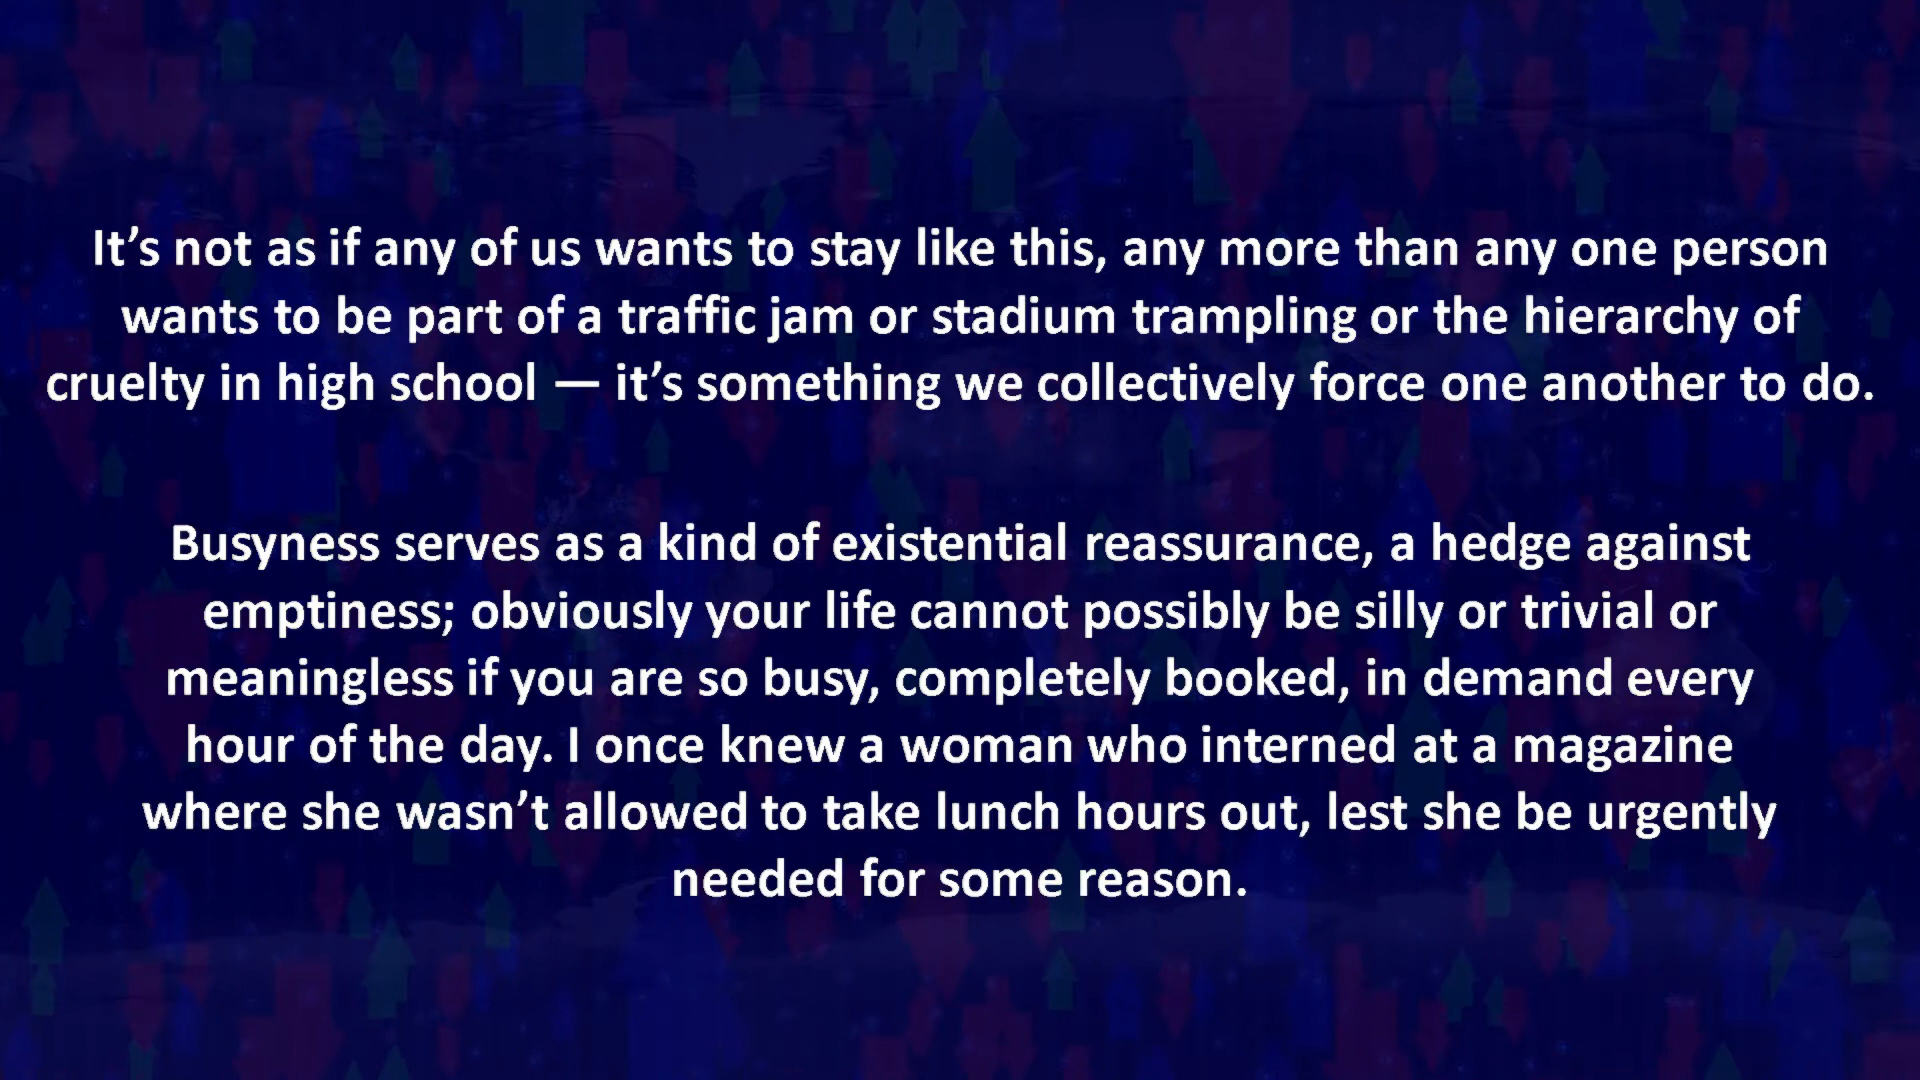 It’s not as if any of us wants to stay like this, any more than any one person
wants to be part of a traffic jam or stadium trampling or the hierarchy of
cruelty in high school — it’s something we collectively force one another to do.
Busyness serves as a kind of existential reassurance, a hedge against
emptiness; obviously your life cannot possibly be silly or trivial or
meaningless if you are so busy, completely booked, in demand every
hour of the day. I once knew a woman who interned at a magazine
where she wasn’t allowed to take lunch hours out, lest she be urgently
needed for some reason.